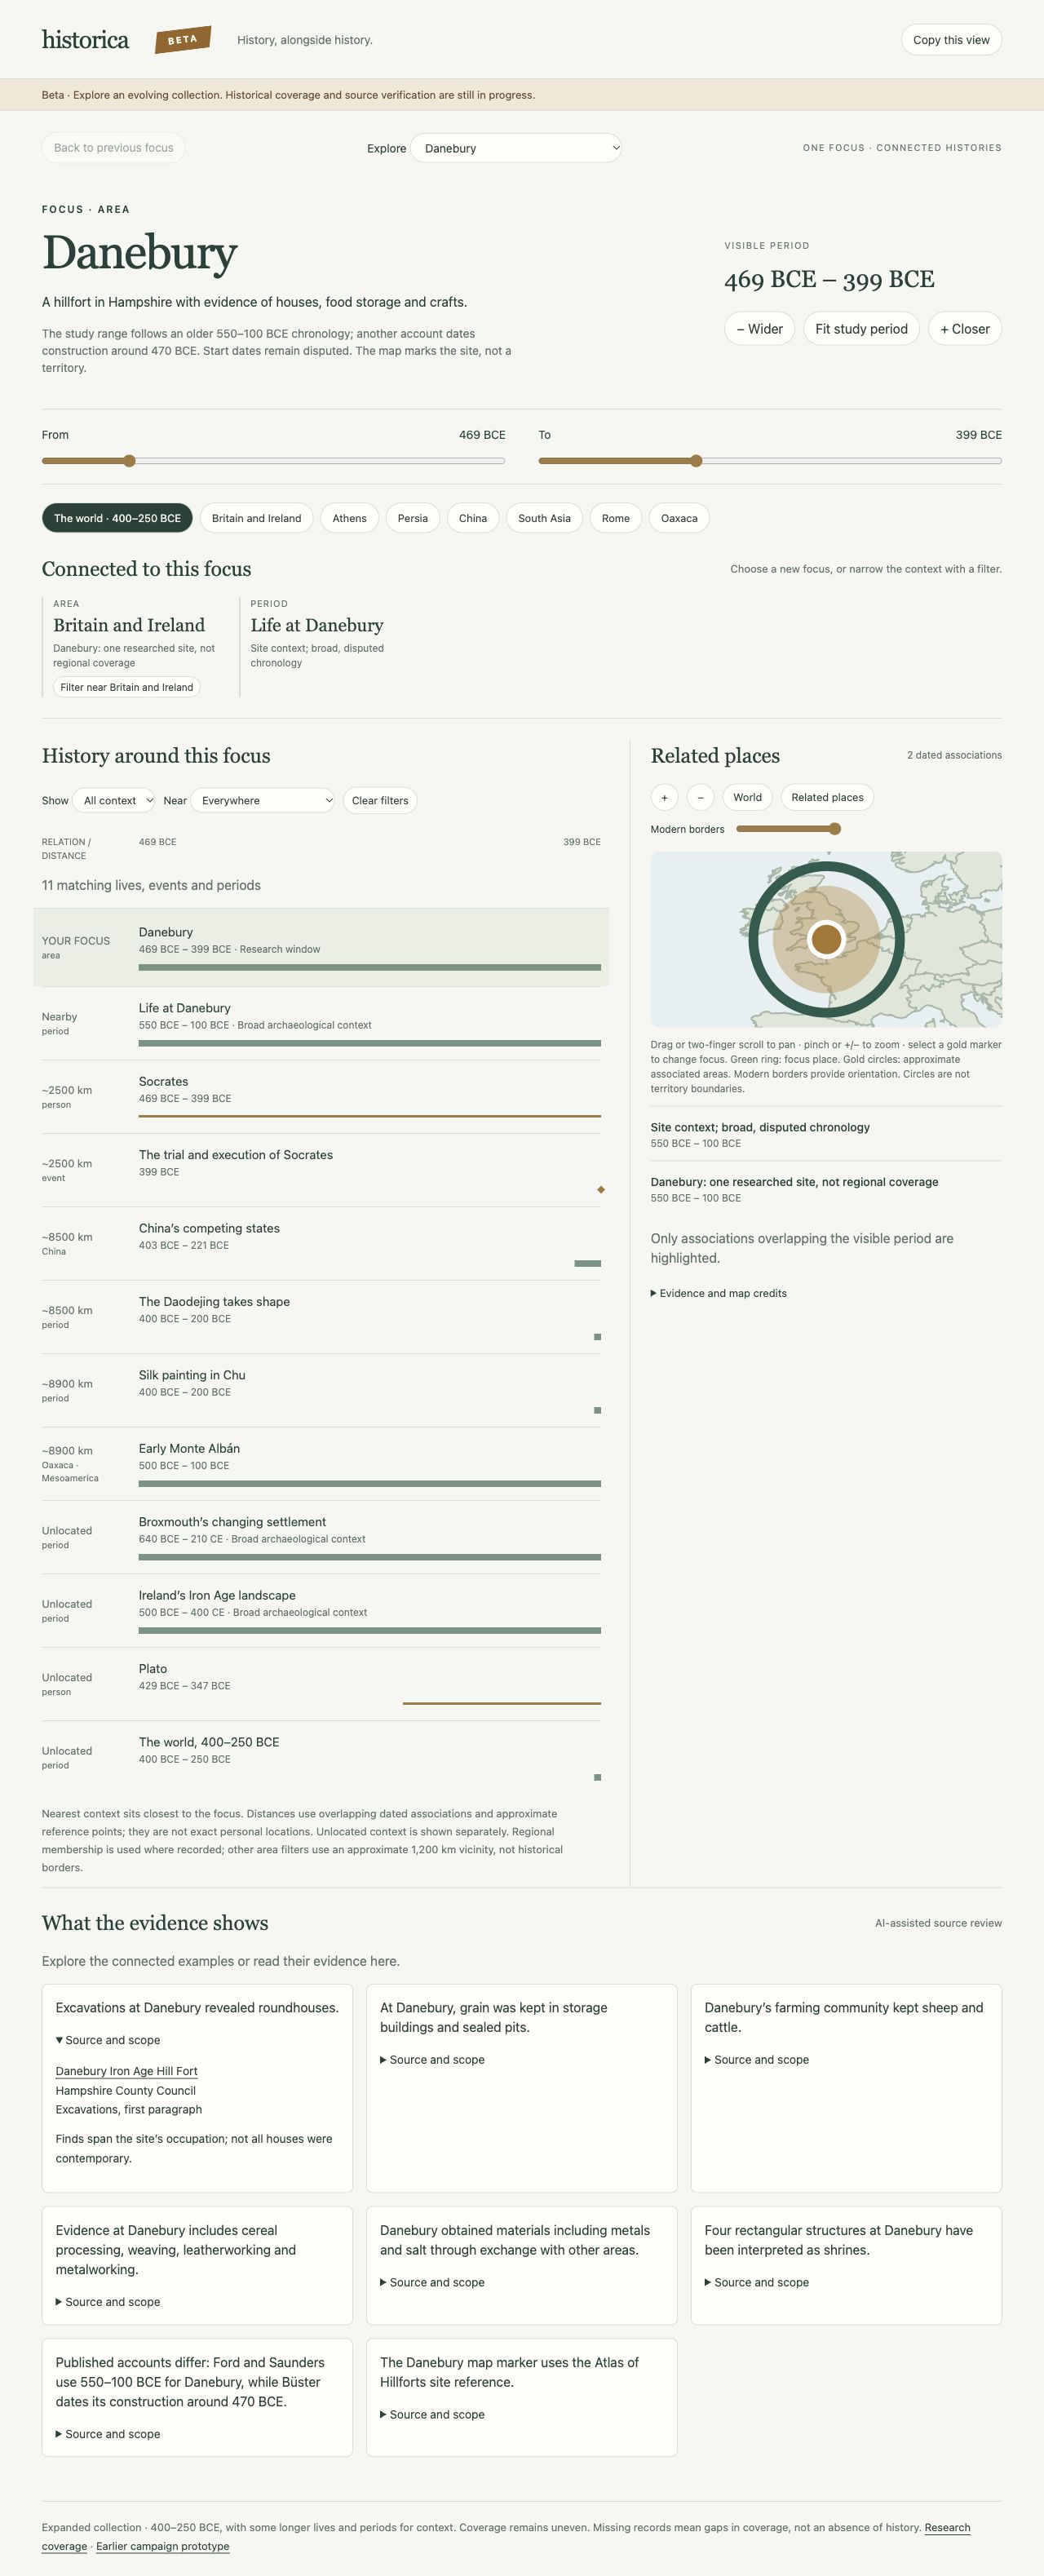 historica
BETA
History, alongside history.
Copy this view
Beta · Explore an evolving collection. Historical coverage and source verification are still in progress.
Back to previous focus
Explore
Danebury
ONE FOCUS · CONNECTED HISTORIES
FOCUS · AREA
Danebury
A hillfort in Hampshire with evidence of houses, food storage and crafts.
The study range follows an older 550–100 BCE chronology; another account dates
construction around 470 BCE. Start dates remain disputed. The map marks the site, not a
territory.
VISIBLE PERIOD
469 BCE – 399 BCE
– Wider
Fit study period
+ Closer
From
469 BCE
To
399 BCE
The world · 400–250 BCE
Britain and Ireland
Athens
Persia
China
South Asia
Rome
Oaxaca
Connected to this focus
Choose a new focus, or narrow the context with a filter.
AREA
Britain and Ireland
Danebury: one researched site, not
regional coverage
Filter near Britain and Ireland
PERIOD
Life at Danebury
Site context; broad, disputed
chronology
History around this focus
Show
All context
Near
Everywhere
Clear filters
RELATION /
DISTANCE
469 BCE
399 BCE
11 matching lives, events and periods
YOUR FOCUS
area
Danebury
469 BCE – 399 BCE · Research window
Nearby
period
Life at Danebury
550 BCE – 100 BCE · Broad archaeological context
~2500 km
person
Socrates
469 BCE – 399 BCE
~2500 km
event
The trial and execution of Socrates
399 BCE
~8500 km
China
China's competing states
403 BCE – 221 BCE
~8500 km
period
The Daodejing takes shape
400 BCE – 200 BCE
~8900 km
period
Silk painting in Chu
400 BCE – 200 BCE
~8900 km
Oaxaca ·
Mesoamerica
Early Monte Albán
500 BCE – 100 BCE
Unlocated
period
Broxmouth's changing settlement
640 BCE – 210 CE · Broad archaeological context
Unlocated
period
Ireland's Iron Age landscape
500 BCE – 400 CE · Broad archaeological context
Unlocated
person
Plato
429 BCE – 347 BCE
Unlocated
period
The world, 400–250 BCE
400 BCE – 250 BCE
Nearest context sits closest to the focus. Distances use overlapping dated associations and approximate
reference points; they are not exact personal locations. Unlocated context is shown separately. Regional
membership is used where recorded; other area filters use an approximate 1,200 km vicinity, not historical
borders.
Related places
2 dated associations
+
–
World
Related places
Modern borders
Drag or two-finger scroll to pan · pinch or +/– to zoom · select a gold marker
to change focus. Green ring: focus place. Gold circles: approximate
associated areas. Modern borders provide orientation. Circles are not
territory boundaries.
Site context; broad, disputed chronology
550 BCE – 100 BCE
Danebury: one researched site, not regional coverage
550 BCE – 100 BCE
Only associations overlapping the visible period are
highlighted.
Evidence and map credits
What the evidence shows
AI-assisted source review
Explore the connected examples or read their evidence here.
Excavations at Danebury revealed roundhouses.
Source and scope
Danebury Iron Age Hill Fort
Hampshire County Council
Excavations, first paragraph
Finds span the site's occupation; not all houses were
contemporary.
At Danebury, grain was kept in storage
buildings and sealed pits.
Source and scope
Danebury's farming community kept sheep and
cattle.
Source and scope
Evidence at Danebury includes cereal
processing, weaving, leatherworking and
metalworking.
Source and scope
Danebury obtained materials including metals
and salt through exchange with other areas.
Source and scope
Four rectangular structures at Danebury have
been interpreted as shrines.
Source and scope
Published accounts differ: Ford and Saunders
use 550–100 BCE for Danebury, while Büster
dates its construction around 470 BCE.
Source and scope
The Danebury map marker uses the Atlas of
Hillforts site reference.
Source and scope
Expanded collection · 400–250 BCE, with some longer lives and periods for context. Coverage remains uneven. Missing records mean gaps in coverage, not an absence of history. Research
coverage · Earlier campaign prototype